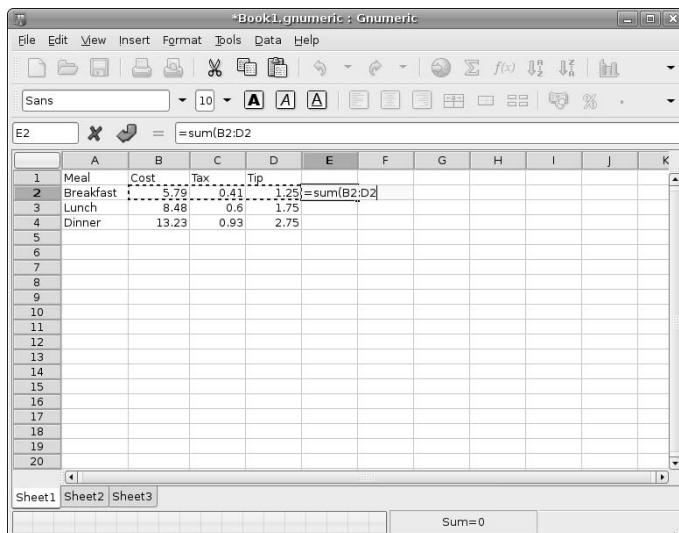 *Book1.gnumeric : Gnumeric
File Edit View Insert Format Tools Data Help
f(x)
Sans 10 A A A %
E2 = =sum(B2:D2
A B C D E F G H I J K
1 Meal Cost Tax Tip
2 Breakfast 5.79 0.41 1.25 =sum(B2:D2
3 Lunch 8.48 0.6 1.75
4 Dinner 13.23 0.93 2.75
5
6
7
8
9
10
11
12
13
14
15
16
17
18
19
20
Sheet1 Sheet2 Sheet3
Sum=0